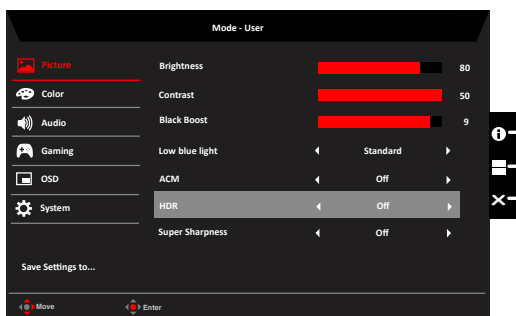 Mode - User
Picture
Brightness 80
Color
Contrast 50
Audio
Black Boost 9
Gaming
Low blue light Standard
OSD
ACM Off
System
HDR Off
Super Sharpness Off
Save Settings to...
Move Enter